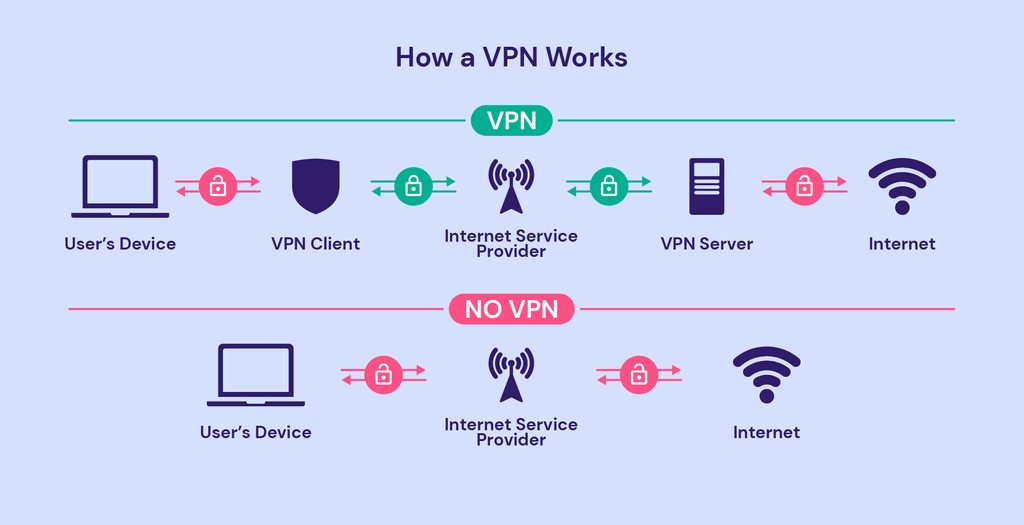 How a VPN Works
VPN
User’s Device
VPN Client
Internet Service
Provider
VPN Server
Internet
NO VPN
User’s Device
Internet Service
Provider
Internet